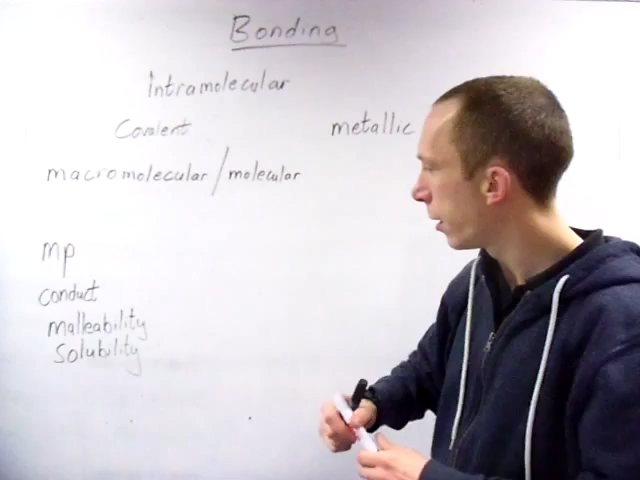 Bonding
Intramolecular
Covalent metallic
macromolecular/molecular
mp
conduct
malleability
Solubility